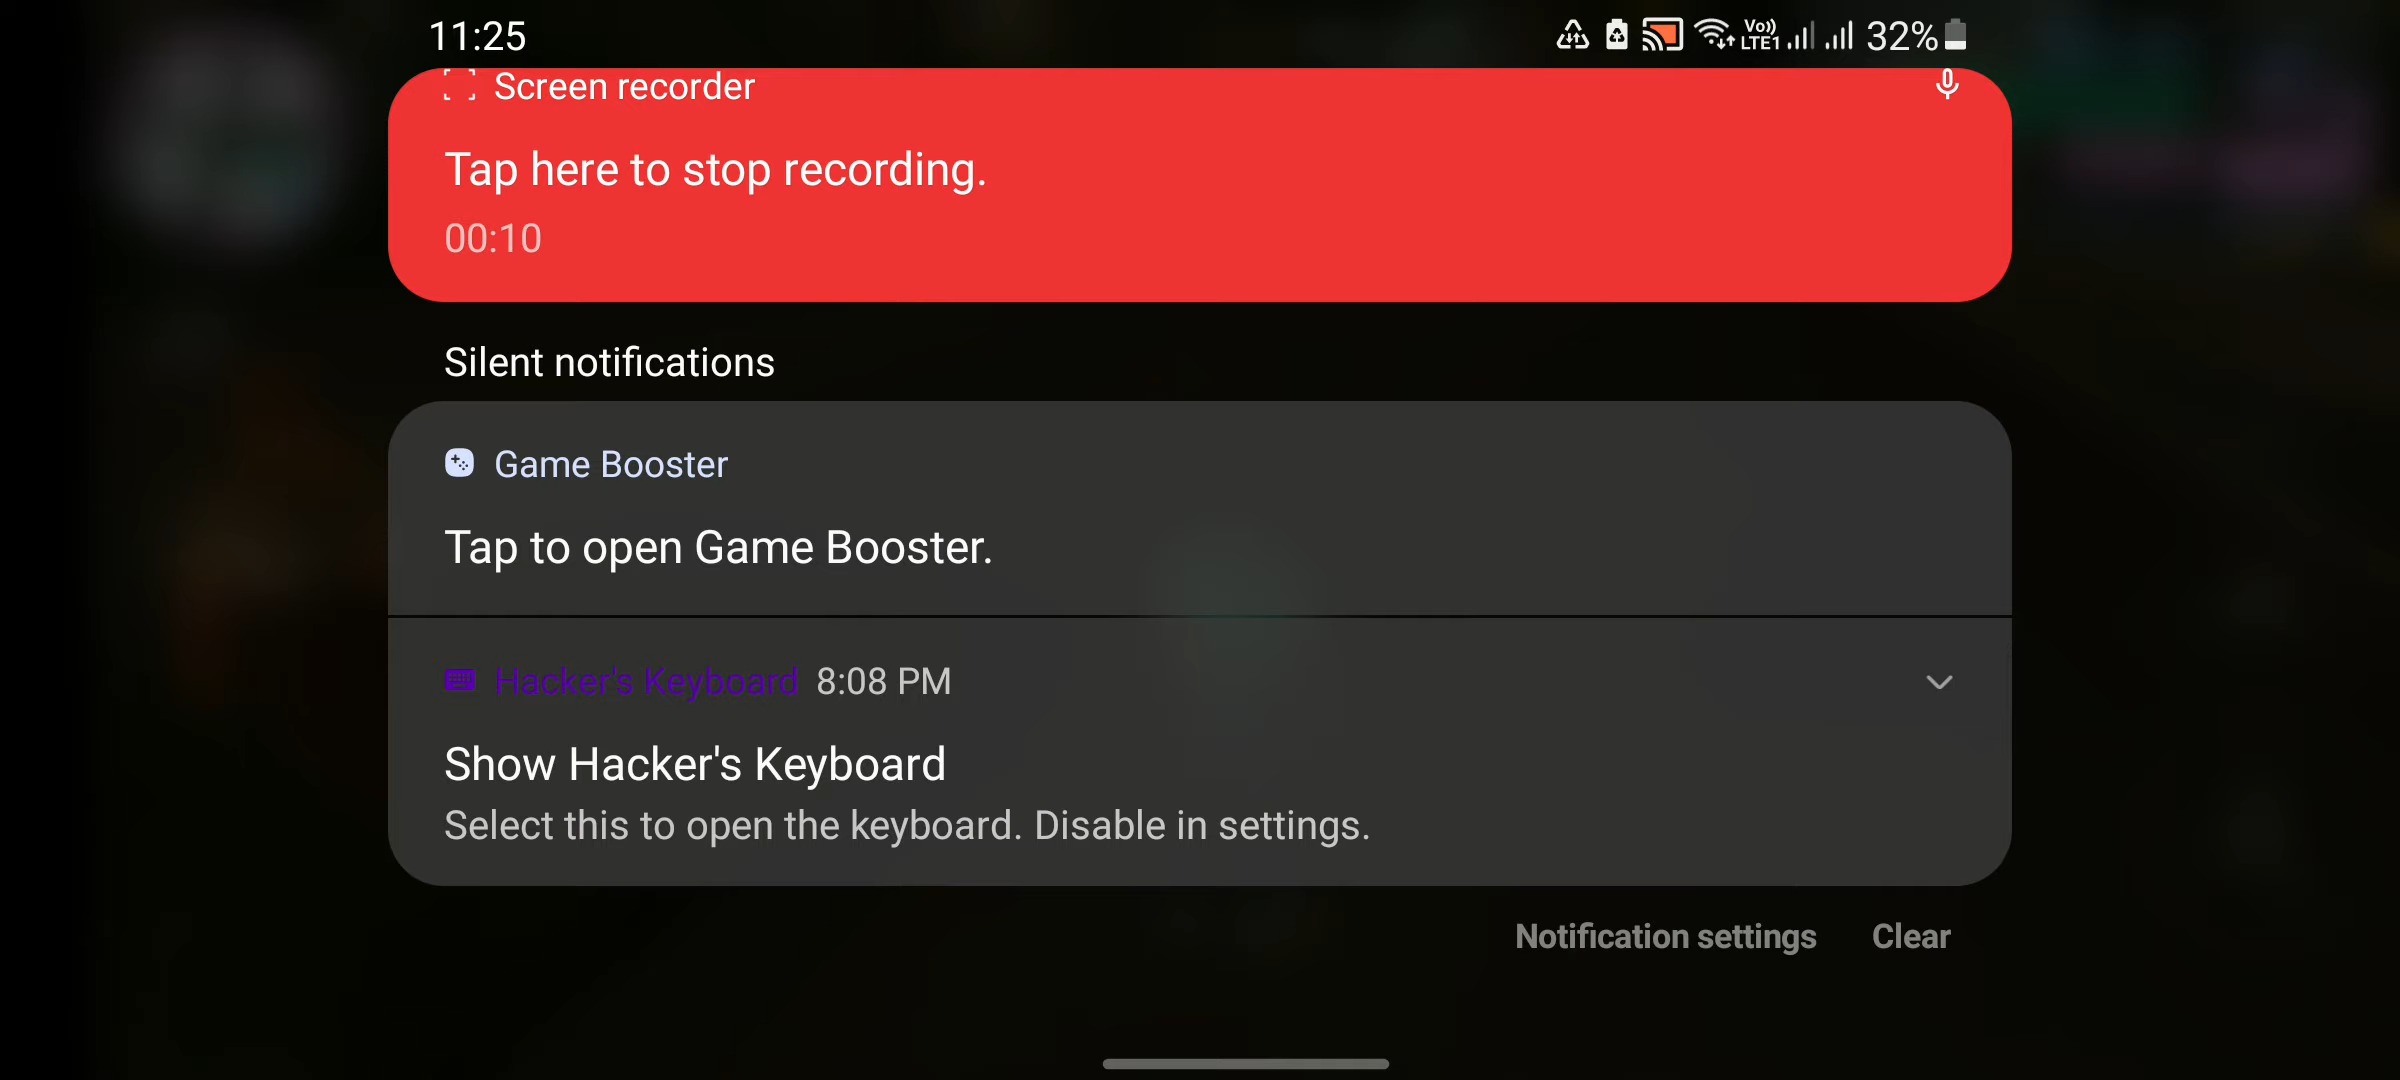 11:25
Vo)) LTE1 32%
Screen recorder
Tap here to stop recording.
00:10
Silent notifications
Game Booster
Tap to open Game Booster.
Hacker's Keyboard 8:08 PM
Show Hacker's Keyboard
Select this to open the keyboard. Disable in settings.
Notification settings Clear